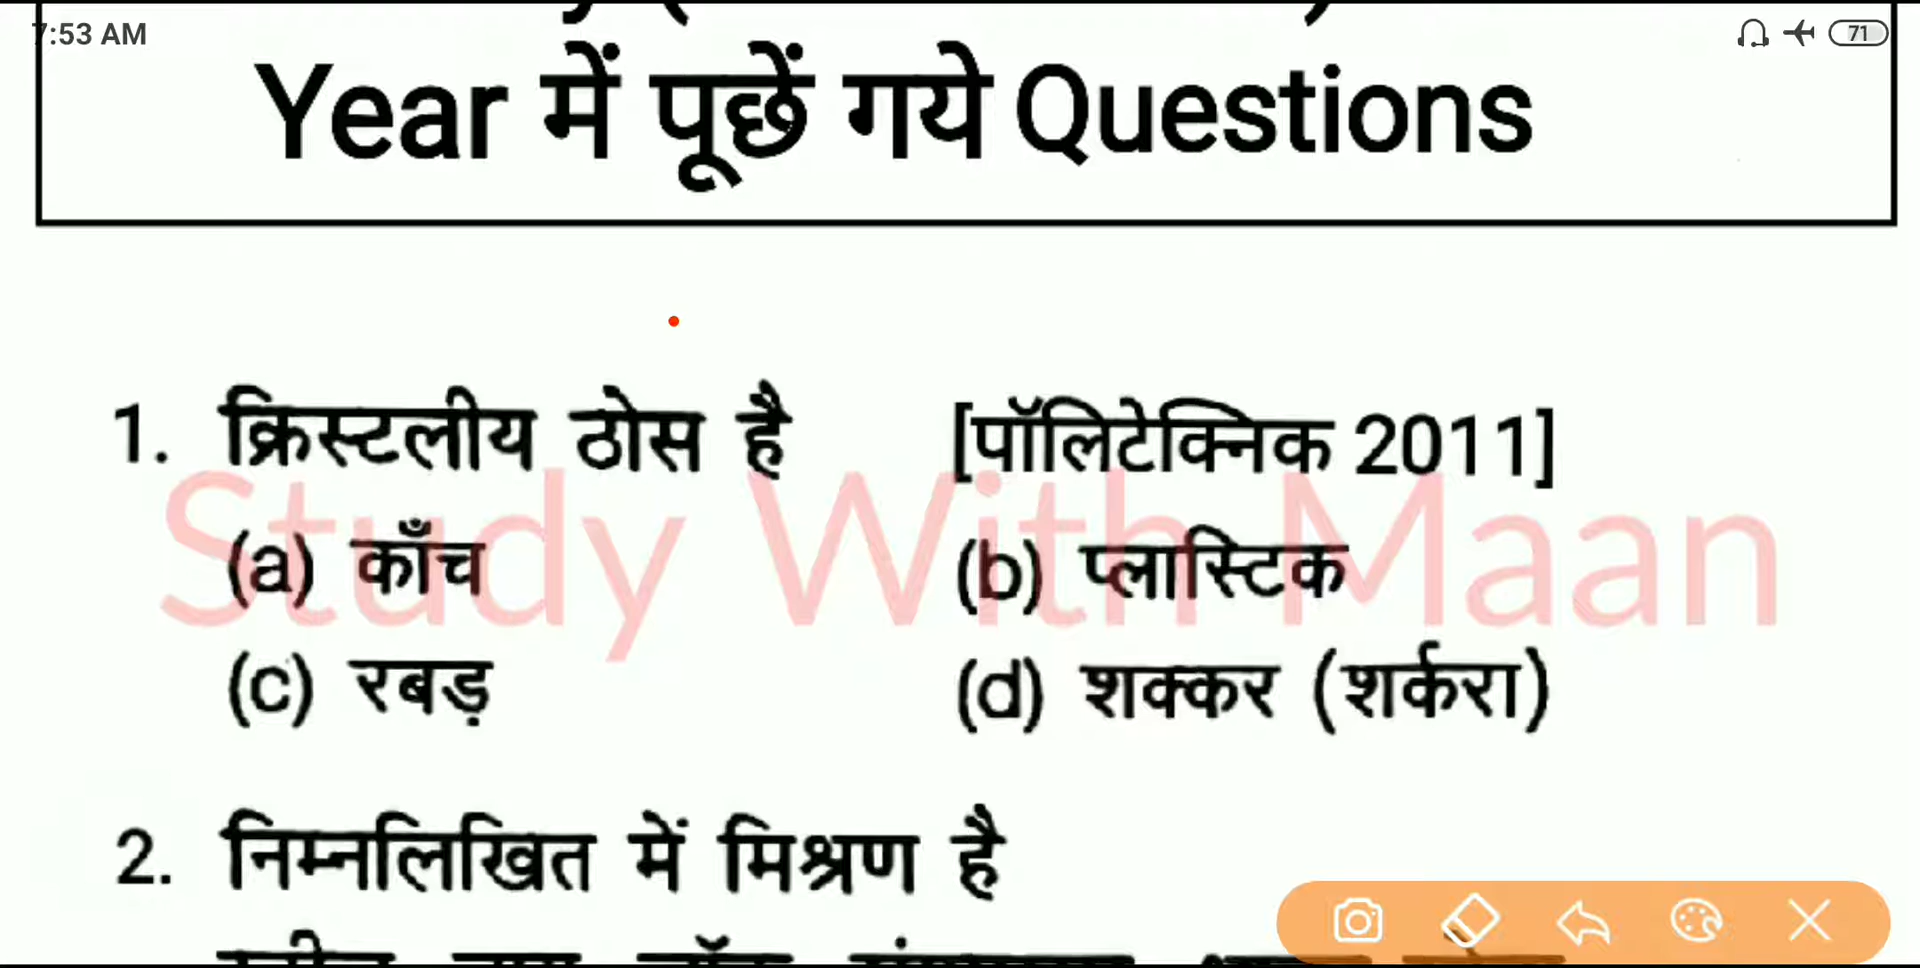 7:53 AM
71
Year में पूछें गये Questions
1. क्रिस्टलीय ठोस है [पॉलिटेक्निक 2011]
Study With Maan
(a) काँच (b) प्लास्टिक
(c) रबड़ (d) शक्कर (शर्करा)
2. निम्नलिखित में मिश्रण है